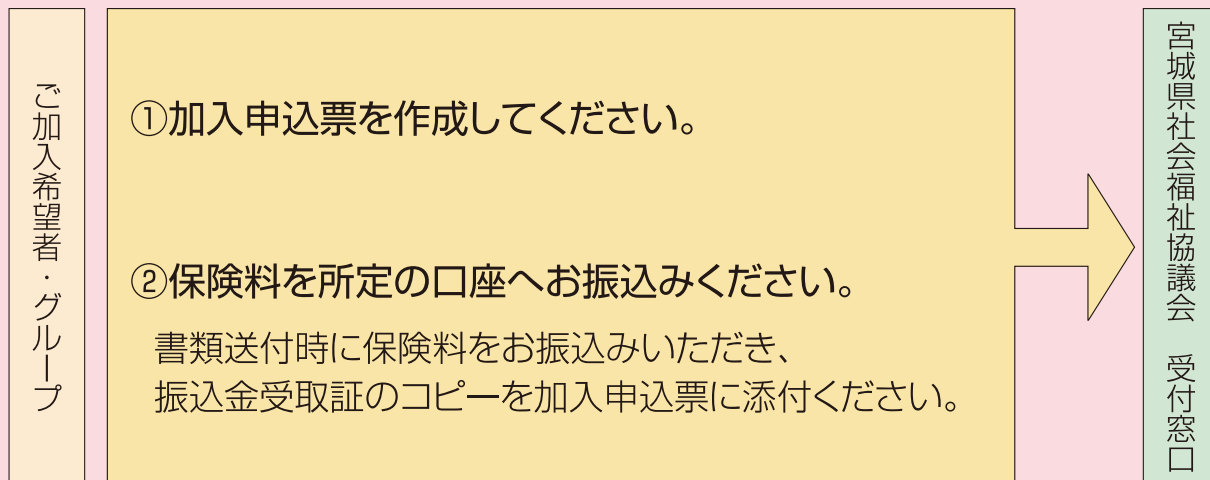 ご加入希望者・グループ
①加入申込票を作成してください。
②保険料を所定の口座へお振込みください。
書類送付時に保険料をお振込みいただき、
振込金受取証のコピーを加入申込票に添付ください。
宮城県社会福祉協議会　受付窓口